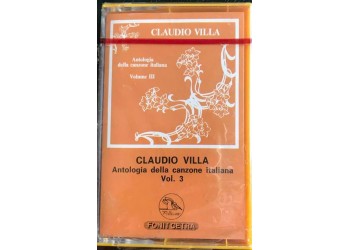 CLAUDIO VILLA
Antologia
della canzone italiana
Volume III
CLAUDIO VILLA
Antologia della canzone italiana
Vol. 3
FONIT CETRA